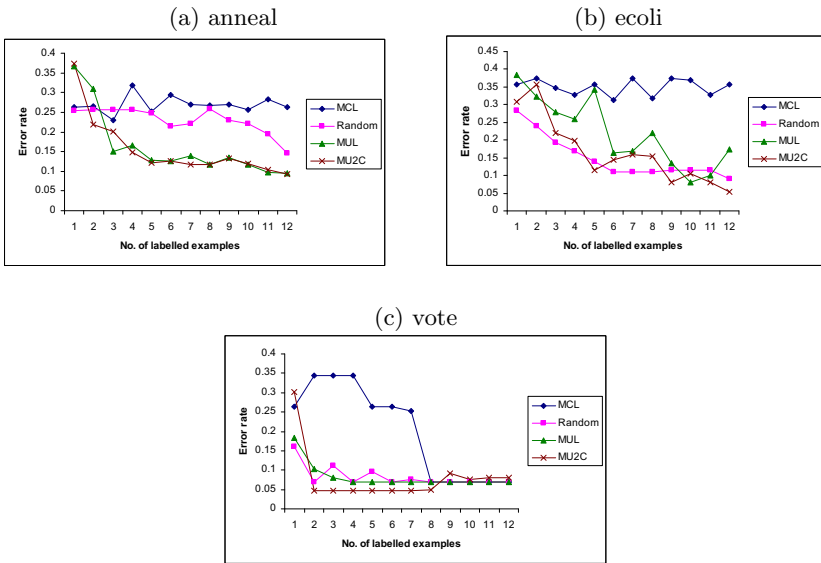 (a) anneal
0.4
0.35
0.3
0.25
0.2
0.15
0.1
0.05
0
Error rate
1 2 3 4 5 6 7 8 9 10 11 12
No. of labelled examples
MCL
Random
MUL
MU2C
(b) ecoli
0.45
0.4
0.35
0.3
0.25
0.2
0.15
0.1
0.05
0
Error rate
1 2 3 4 5 6 7 8 9 10 11 12
No. of labelled examples
MCL
Random
MUL
MU2C
(c) vote
0.4
0.35
0.3
0.25
0.2
0.15
0.1
0.05
0
Error rate
1 2 3 4 5 6 7 8 9 10 11 12
No. of labelled examples
MCL
Random
MUL
MU2C